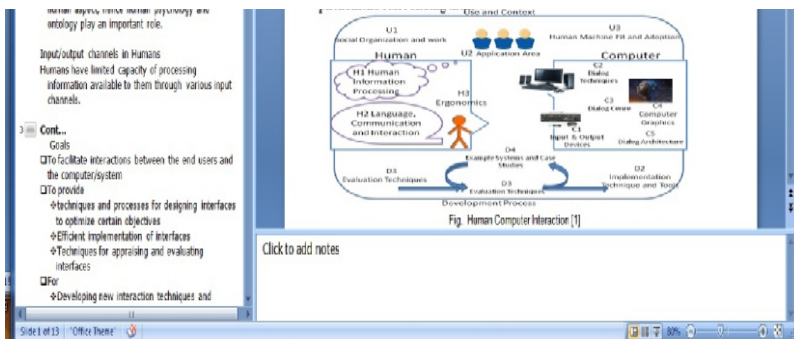 human aspect, hence human psychology and
ontology play an important role.
Input/output channels in Humans
Humans have limited capacity of processing
information available to them through various input
channels.
3
Cont...
Goals
To facilitate interactions between the end users and
the computer/system
To provide
techniques and processes for designing interfaces
to optimize certain objectives
Efficient implementation of interfaces
Techniques for appraising and evaluating
interfaces
For
Developing new interaction techniques and
Use and Context
U1
Social Organization and work
U3
Human Machine Fit and Adaption
U2 Application Area
Human
Computer
H1 Human
Information
Processing
H3
Ergonomics
H2 Language,
Communication
and Interaction
C2
Dialog
Techniques
C3
Dialog Genre
C4
Computer
Graphics
C1
Input & Output
Devices
C5
Dialog Architecture
D4
Example Systems and Case
Studies
D3
Evaluation Techniques
D3
Evaluation Techniques
D2
Implementation
Technique and Tools
Development Process
Fig. Human Computer Interaction [1]
Click to add notes
Slide 1 of 13
"Office Theme"
80%